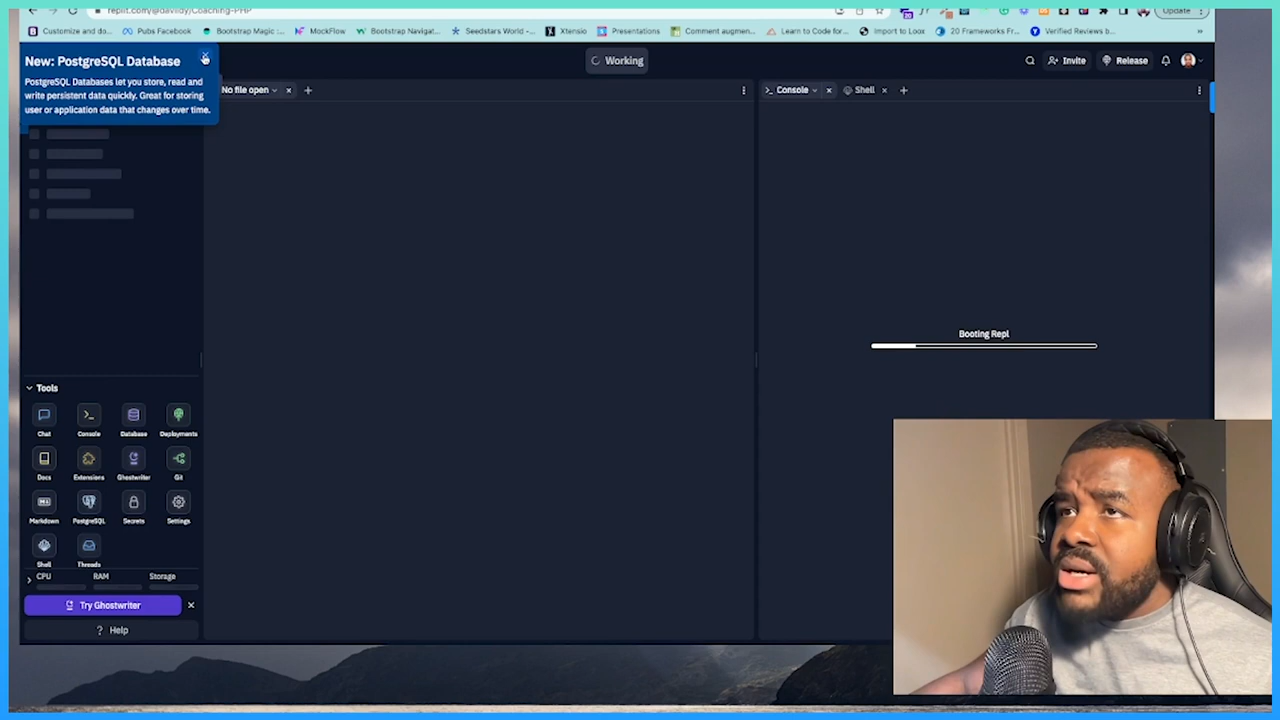 replit.com/@davildy/Coaching-PHP
Update
Customize and do...
Pubs Facebook
Bootstrap Magic :...
MockFlow
Bootstrap Navigat...
Seedstars World -...
Xtensio
Presentations
Comment augmen...
Learn to Code for...
Import to Loox
20 Frameworks Fr...
Verified Reviews b...
»
New: PostgreSQL Database
PostgreSQL Databases let you store, read and
write persistent data quickly. Great for storing
user or application data that changes over time.
Working
Invite
Release
No file open
Console
Shell
Booting Repl
Tools
Chat
Console
Database
Deployments
Docs
Extensions
Ghostwriter
Git
Markdown
PostgreSQL
Secrets
Settings
Shell
Threads
CPU
RAM
Storage
Try Ghostwriter
? Help